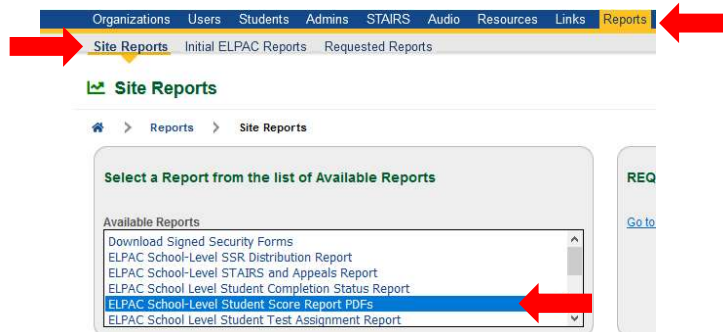 Organizations Users Students Admins STAIRS Audio Resources Links Reports
Site Reports Initial ELPAC Reports Requested Reports
Site Reports
> Reports > Site Reports
Select a Report from the list of Available Reports
REQ
Available Reports
Go to
Download Signed Security Forms
ELPAC School-Level SSR Distribution Report
ELPAC School-Level STAIRS and Appeals Report
ELPAC School Level Student Completion Status Report
ELPAC School-Level Student Score Report PDFs
ELPAC School Level Student Test Assignment Report